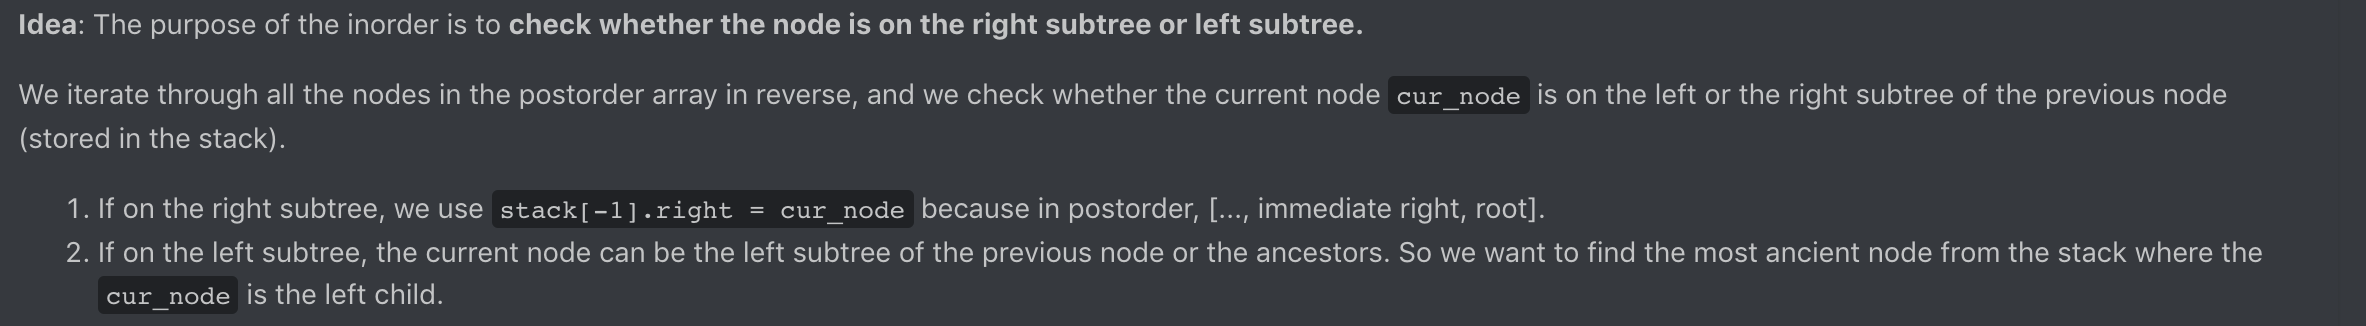 Idea: The purpose of the inorder is to check whether the node is on the right subtree or left subtree.
We iterate through all the nodes in the postorder array in reverse, and we check whether the current node cur_node is on the left or the right subtree of the previous node
(stored in the stack).
1. If on the right subtree, we use stack[-1].right = cur_node because in postorder, [..., immediate right, root].
2. If on the left subtree, the current node can be the left subtree of the previous node or the ancestors. So we want to find the most ancient node from the stack where the
cur_node is the left child.